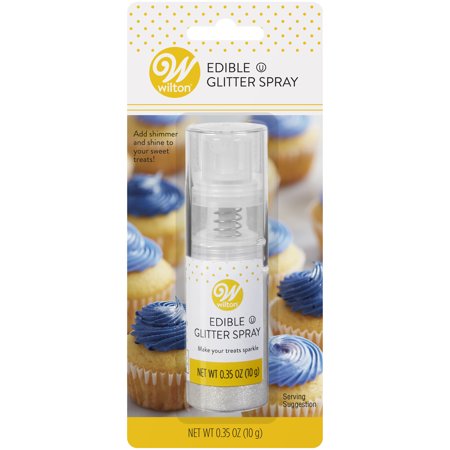 W
wilton
EDIBLE Ⓤ
GLITTER SPRAY
Add shimmer
and shine to
your sweet
treats!
W
wilton
EDIBLE Ⓤ
GLITTER SPRAY
Make your treats sparkle
NET WT 0.35 OZ (10 g)
Serving
Suggestion
NET WT 0.35 OZ (10 g)